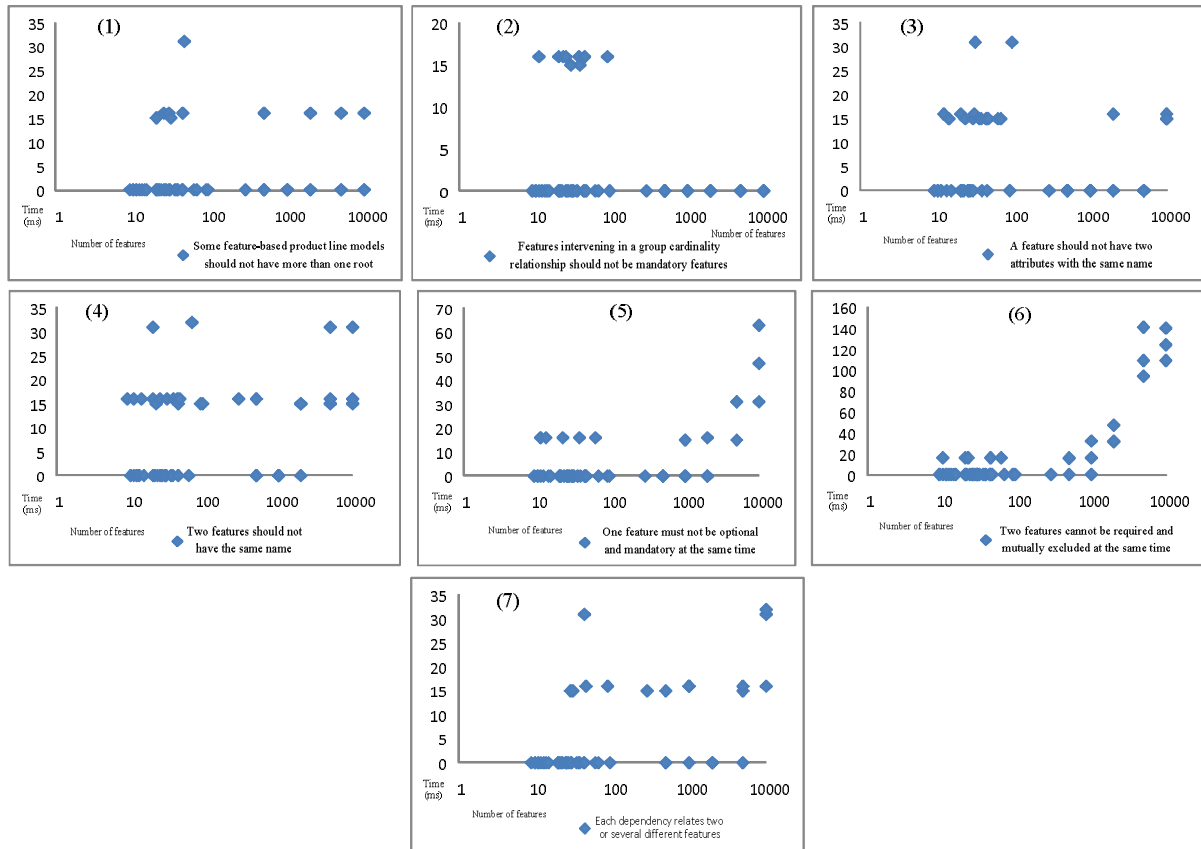 (1)
35
30
25
20
15
10
5
0
Time
(ms)
1 10 100 1000 10000
Number of features
Some feature-based product line models
should not have more than one root
(2)
20
15
10
5
0
Time
(ms)
1 10 100 1000 10000
Number of features
Features intervening in a group cardinality
relationship should not be mandatory features
(3)
35
30
25
20
15
10
5
0
Time
(ms)
1 10 100 1000 10000
Number of features
A feature should not have two
attributes with the same name
(4)
35
30
25
20
15
10
5
0
Time
(ms)
1 10 100 1000 10000
Number of features
Two features should not
have the same name
(5)
70
60
50
40
30
20
10
0
Time
(ms)
1 10 100 1000 10000
Number of features
One feature must not be optional
and mandatory at the same time
(6)
160
140
120
100
80
60
40
20
0
Time
(ms)
1 10 100 1000 10000
Number of features
Two features cannot be required and
mutually excluded at the same time
(7)
35
30
25
20
15
10
5
0
Time
(ms)
1 10 100 1000 10000
Number of features
Each dependency relates two
or several different features